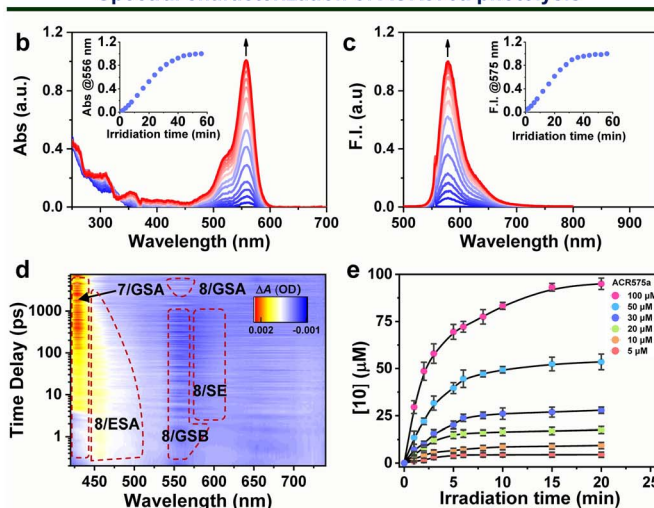 b
1.2
0.8
0.4
0.0
Abs (a.u.)
Abs @556 nm
1.0
0.5
0.0
0 20 40 60
Irridiation time (min)
300 400 500 600 700
Wavelength (nm)
c
1.2
0.8
0.4
0.0
F.I. (a.u)
F.I. @575 nm
1.0
0.5
0.0
0 20 40 60
Irridiation time (min)
500 600 700 800 900
Wavelength (nm)
d
7/GSA
8/GSA
ΔA (OD)
0.002 -0.001
8/ESA
8/GSB
8/SE
1000
100
10
1
Time Delay (ps)
450 500 550 600 650 700
Wavelength (nm)
e
100
75
50
25
0
[10] (μM)
ACR575a
100 μM
50 μM
30 μM
20 μM
10 μM
5 μM
0 5 10 15 20 25
Irradiation time (min)